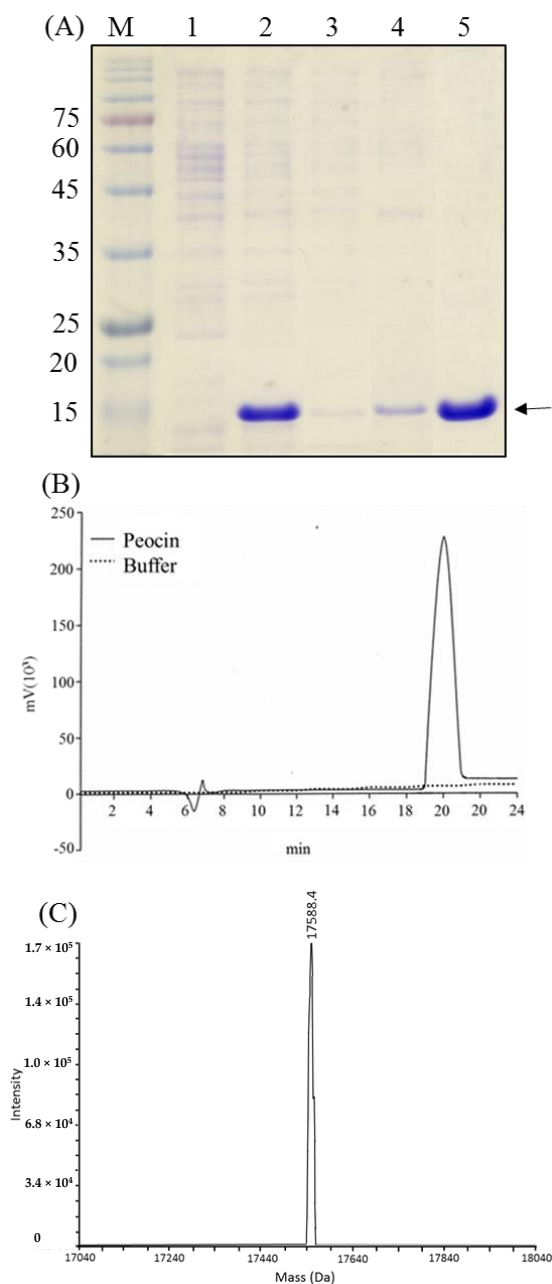 (A) M 1 2 3 4 5
75
60
45
35
25
20
15
(B)
250
Peocin
Buffer
200
150
mV(10³)
100
50
0
2 4 6 8 10 12 14 16 18 20 20 24
-50
min
(C)
17588.4
1.7 × 10⁵
1.4 × 10⁵
1.0 × 10⁵
Intensity
6.8 × 10⁴
3.4 × 10⁴
0
17040 17240 17440 17640 17840 18040
Mass (Da)